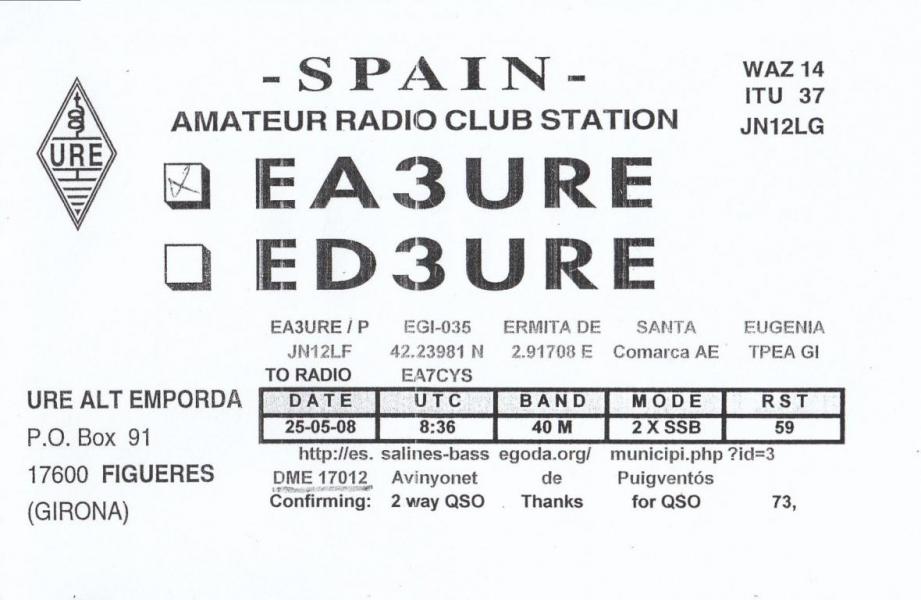 - SPAIN -
WAZ 14
ITU 37
JN12LG
AMATEUR RADIO CLUB STATION
URE
EA3URE
ED3URE
EA3URE / P EGI-035 ERMITA DE SANTA EUGENIA
JN12LF 42.23981 N 2.91708 E Comarca AE TPEA GI
TO RADIO EA7CYS
DATE UTC BAND MODE RST
25-05-08 8:36 40 M 2 X SSB 59
http://es. salines-bass egoda.org/ municipi.php ?id=3
DME 17012 Avinyonet de Puigventós
Confirming: 2 way QSO . Thanks for QSO 73,
URE ALT EMPORDA
P.O. Box 91
17600 FIGUERES
(GIRONA)